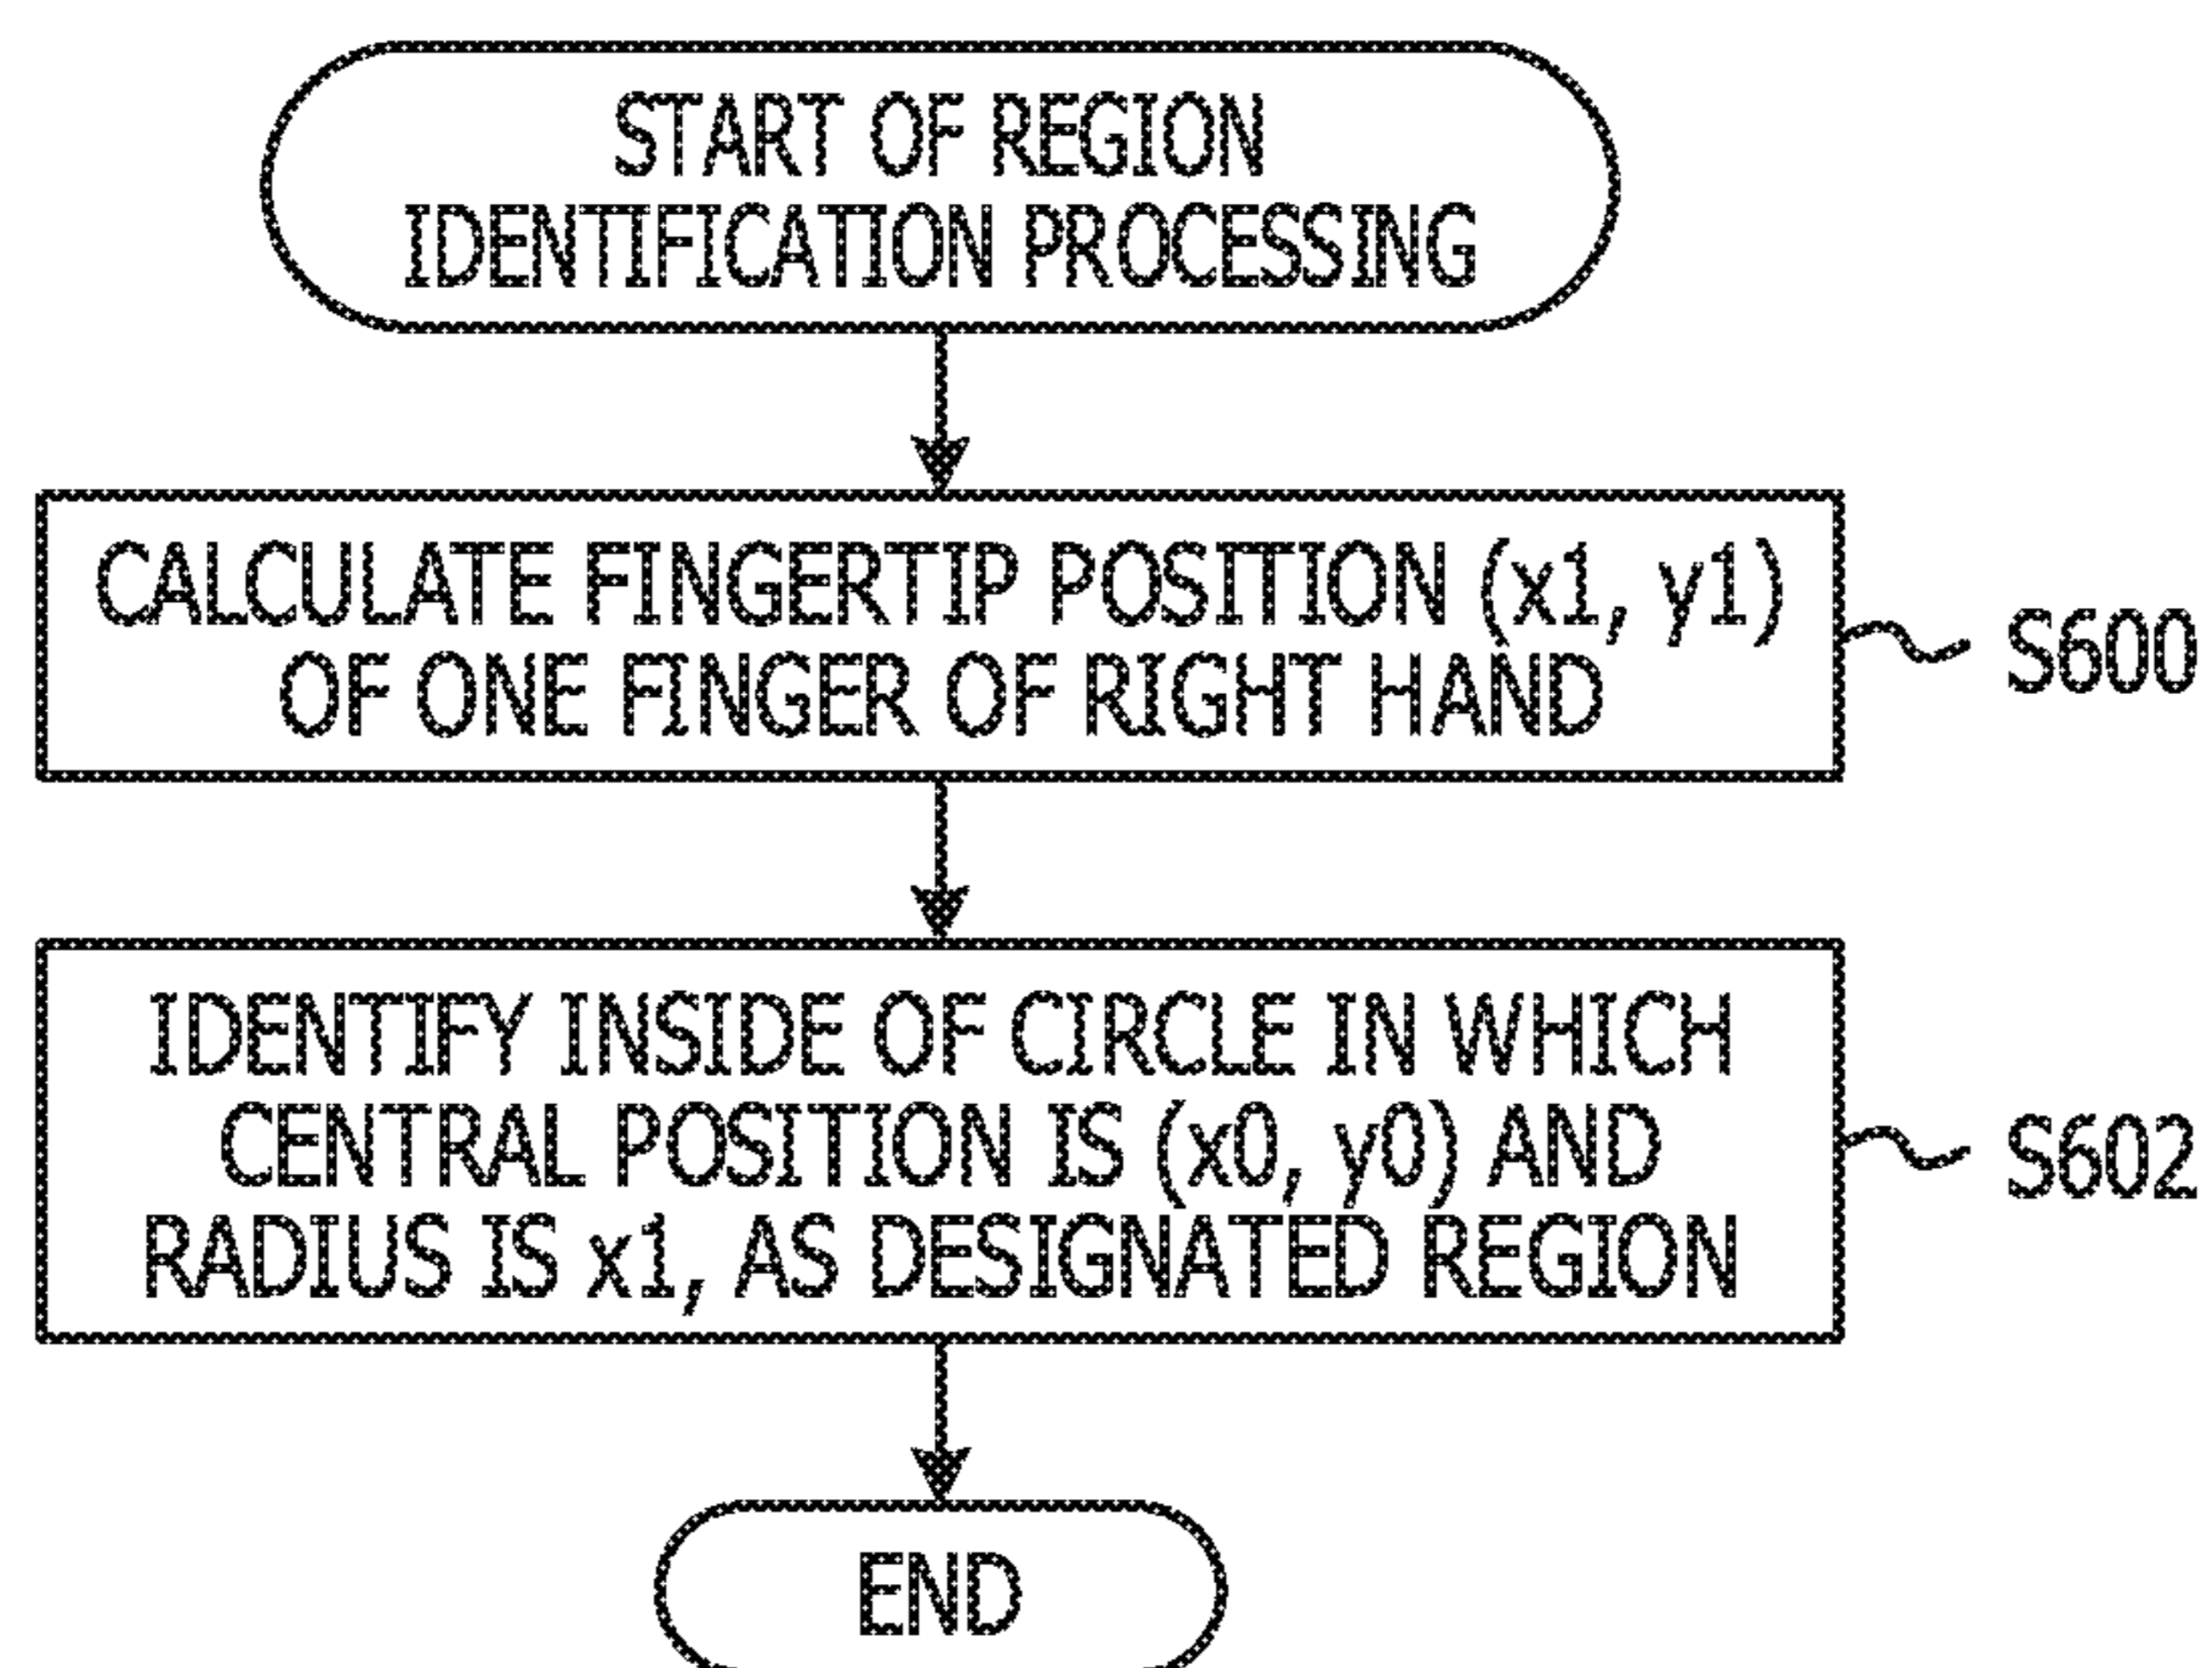 START OF REGION
IDENTIFICATION PROCESSING
CALCULATE FINGERTIP POSITION (x1, y1)
OF ONE FINGER OF RIGHT HAND
S600
IDENTIFY INSIDE OF CIRCLE IN WHICH
CENTRAL POSITION IS (x0, y0) AND
RADIUS IS x1, AS DESIGNATED REGION
S602
END